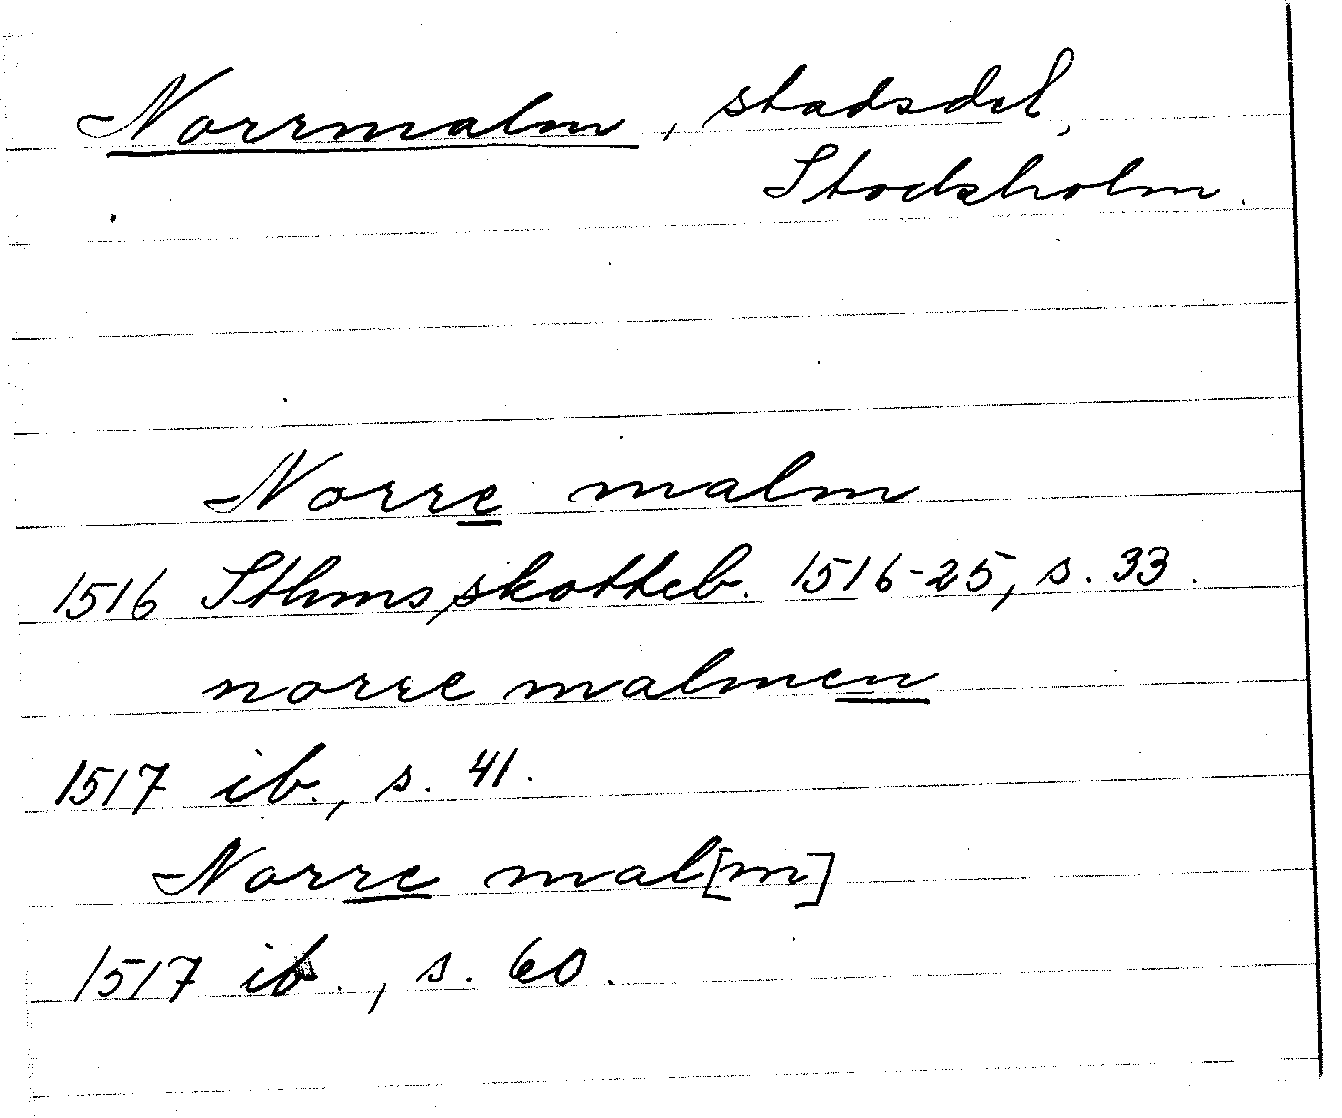 Norrmalm, stadsdel,
Stockholm.
Norre malm
1516 Sthms skotteb. 1516-25, s. 33.
norre malmen
1517 ib., s. 41.
Norre mal[m]
1517 ib., s. 60.